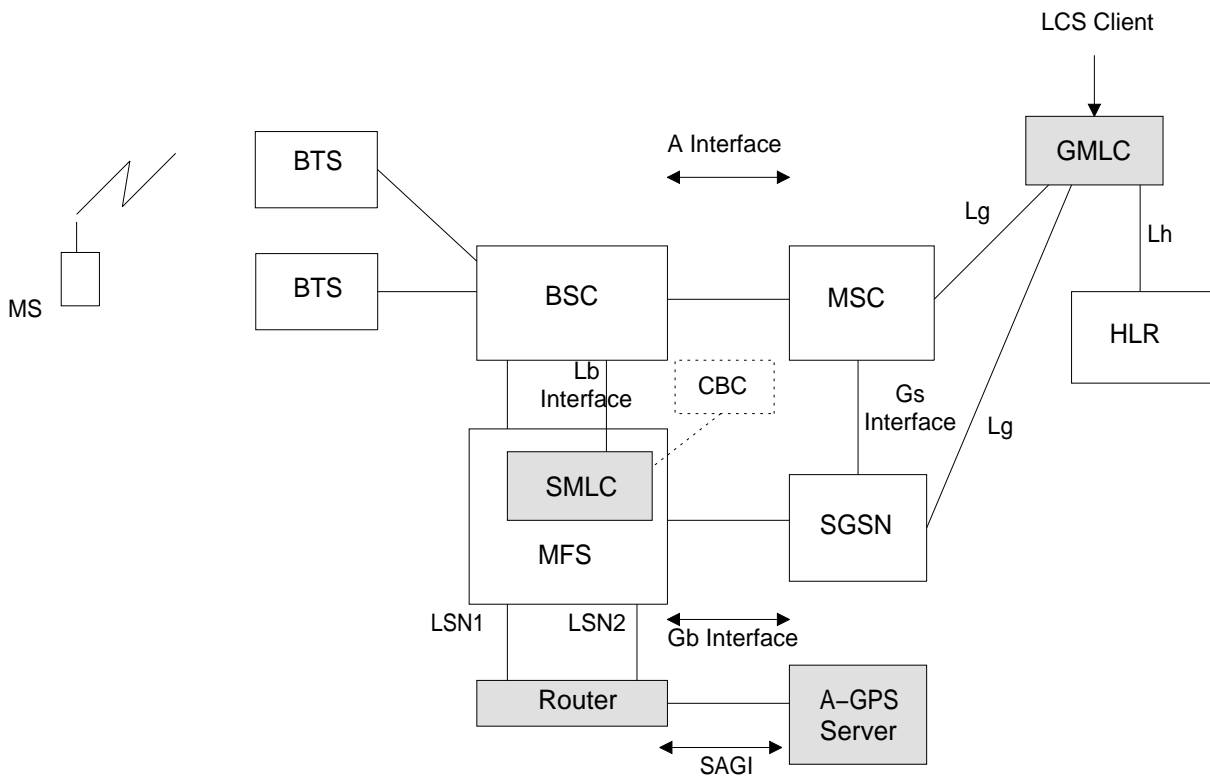 LCS Client
BTS
A Interface
GMLC
Lg
Lh
BTS
MS
BSC
MSC
HLR
Lb
Interface
CBC
Gs
Interface
Lg
SMLC
SGSN
MFS
LSN1
LSN2
Gb Interface
Router
A−GPS
Server
SAGI